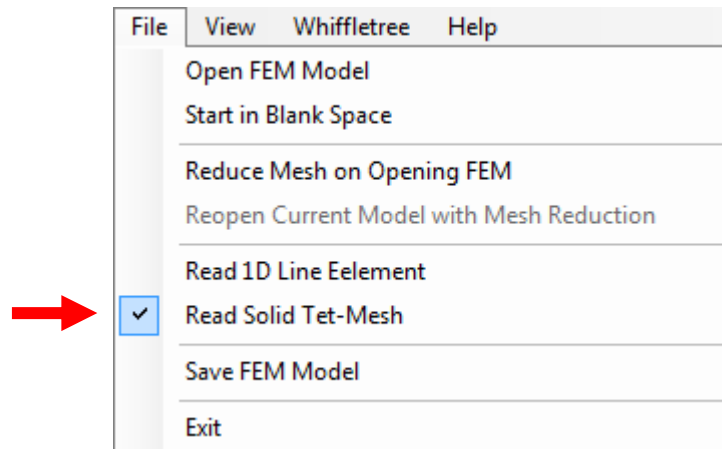 File View Whiffletree Help
Open FEM Model
Start in Blank Space
Reduce Mesh on Opening FEM
Reopen Current Model with Mesh Reduction
Read 1D Line Eelement
Read Solid Tet-Mesh
Save FEM Model
Exit